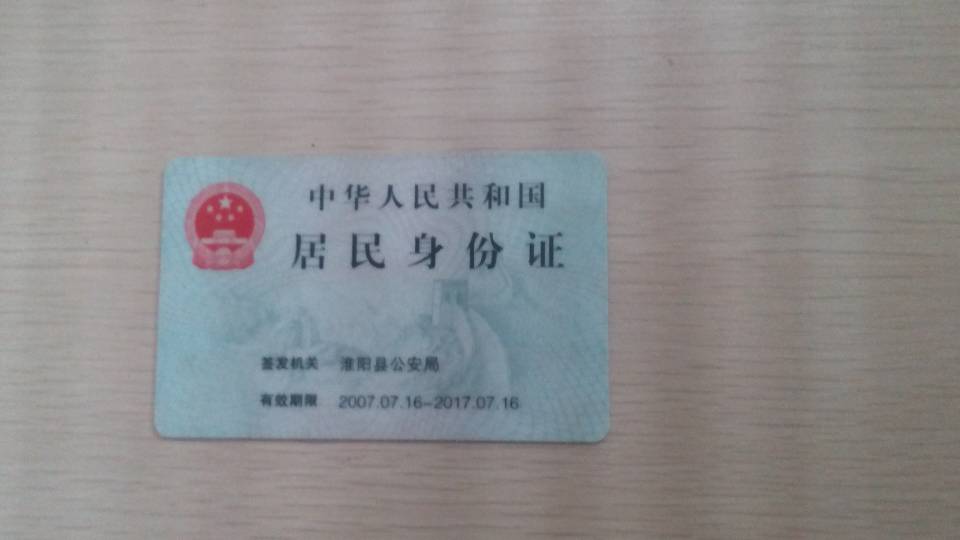 中华人民共和国
居民身份证
签发机关 淮阳县公安局
有效期限 2007.07.16-2017.07.16